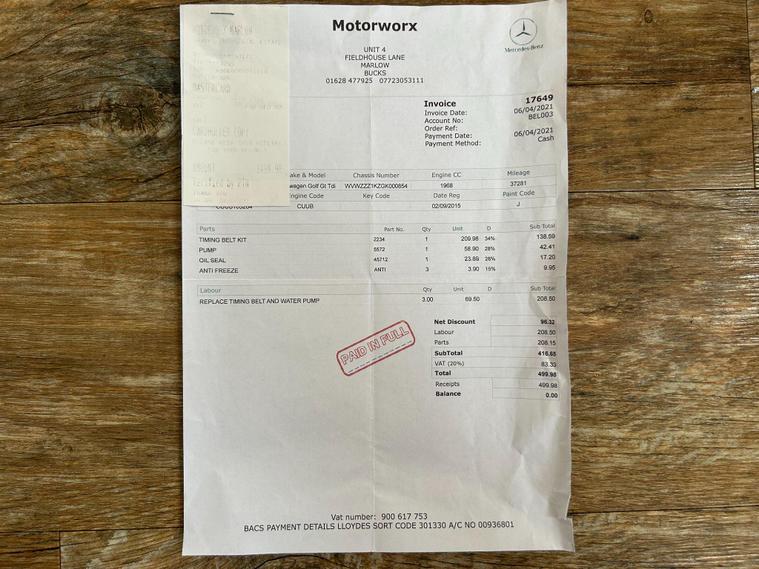 Motorworx
Mercedes-Benz
UNIT 4
FIELDHOUSE LANE
MARLOW
BUCKS
01628 477925 07723053111
Invoice 17649
Invoice Date: 06/04/2021
Account No: BEL003
Order Ref:
Payment Date: 06/04/2021
Payment Method: Cash
ake & Model Chassis Number Engine CC Mileage
wagen Golf Gt Tdi WVWZZZ1KZGK000854 1968 37281
ngine Code Key Code Date Reg Paint Code
CUUB 02/09/2015 J
Parts Part No. Qty Unit D Sub Total
TIMING BELT KIT 2234 1 209.98 34% 138.59
PUMP 5572 1 58.90 28% 42.41
OIL SEAL 45712 1 23.89 28% 17.20
ANTI FREEZE ANTI 3 3.90 15% 9.95
Labour Qty Unit D Sub Total
REPLACE TIMING BELT AND WATER PUMP 3.00 69.50 208.50
PAID IN FULL
Net Discount 96.32
Labour 208.50
Parts 208.15
SubTotal 416.65
VAT (20%) 83.33
Total 499.98
Receipts 499.98
Balance 0.00
Vat number: 900 617 753
BACS PAYMENT DETAILS LLOYDES SORT CODE 301330 A/C NO 00936801